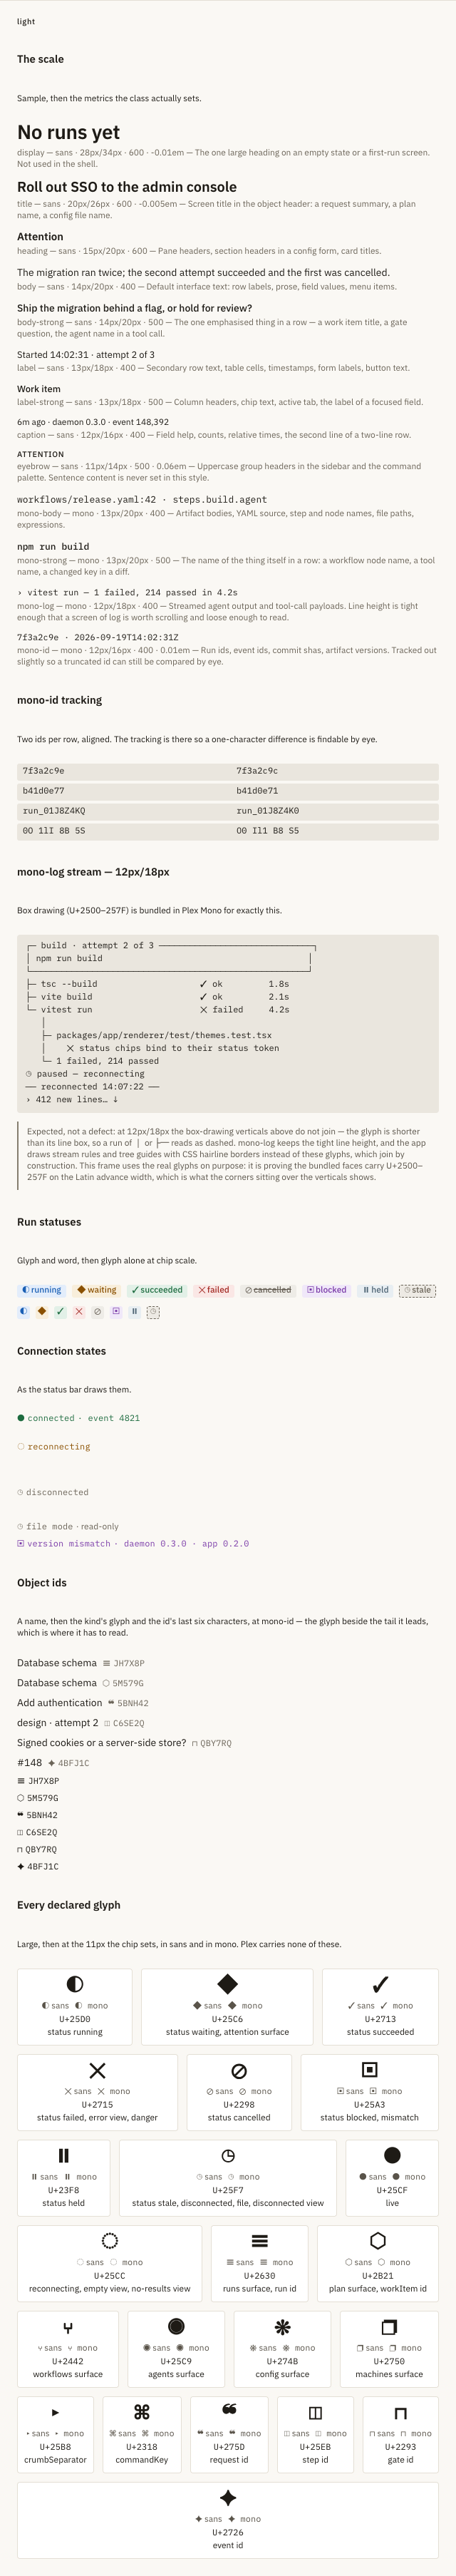 light
The scale
Sample, then the metrics the class actually sets.
No runs yet
display — sans · 28px/34px · 600 · -0.01em — The one large heading on an empty state or a first-run screen.
Not used in the shell.
Roll out SSO to the admin console
title — sans · 20px/26px · 600 · -0.005em — Screen title in the object header: a request summary, a plan
name, a config file name.
Attention
heading — sans · 15px/20px · 600 — Pane headers, section headers in a config form, card titles.
The migration ran twice; the second attempt succeeded and the first was cancelled.
body — sans · 14px/20px · 400 — Default interface text: row labels, prose, field values, menu items.
Ship the migration behind a flag, or hold for review?
body-strong — sans · 14px/20px · 500 — The one emphasised thing in a row — a work item title, a gate
question, the agent name in a tool call.
Started 14:02:31 · attempt 2 of 3
label — sans · 13px/18px · 400 — Secondary row text, table cells, timestamps, form labels, button text.
Work item
label-strong — sans · 13px/18px · 500 — Column headers, chip text, active tab, the label of a focused field.
6m ago · daemon 0.3.0 · event 148,392
caption — sans · 12px/16px · 400 — Field help, counts, relative times, the second line of a two-line row.
ATTENTION
eyebrow — sans · 11px/14px · 500 · 0.06em — Uppercase group headers in the sidebar and the command
palette. Sentence content is never set in this style.
workflows/release.yaml:42 · steps.build.agent
mono-body — mono · 13px/20px · 400 — Artifact bodies, YAML source, step and node names, file paths,
expressions.
npm run build
mono-strong — mono · 13px/20px · 500 — The name of the thing itself in a row: a workflow node name, a tool
name, a changed key in a diff.
› vitest run — 1 failed, 214 passed in 4.2s
mono-log — mono · 12px/18px · 400 — Streamed agent output and tool-call payloads. Line height is tight
enough that a screen of log is worth scrolling and loose enough to read.
7f3a2c9e · 2026-09-19T14:02:31Z
mono-id — mono · 12px/16px · 400 · 0.01em — Run ids, event ids, commit shas, artifact versions. Tracked out
slightly so a truncated id can still be compared by eye.
mono-id tracking
Two ids per row, aligned. The tracking is there so a one-character difference is findable by eye.
7f3a2c9e 7f3a2c9c
b41d0e77 b41d0e71
run_01J8Z4KQ run_01J8Z4K0
0O 1lI 8B 5S O0 Il1 B8 S5
mono-log stream — 12px/18px
Box drawing (U+2500–257F) is bundled in Plex Mono for exactly this.
┌─ build · attempt 2 of 3 ──────────────────────────────┐
│ npm run build │
└──────────────────────────────────────────────────┘
├─ tsc --build ✓ ok 1.8s
├─ vite build ✓ ok 2.1s
└─ vitest run ✕ failed 4.2s
│
├─ packages/app/renderer/test/themes.test.tsx
│ ✕ status chips bind to their status token
└─ 1 failed, 214 passed
◷ paused — reconnecting
── reconnected 14:07:22 ──
› 412 new lines… ↓
Expected, not a defect: at 12px/18px the box-drawing verticals above do not join — the glyph is shorter
than its line box, so a run of │ or ├── reads as dashed. mono-log keeps the tight line height, and the app
draws stream rules and tree guides with CSS hairline borders instead of these glyphs, which join by
construction. This frame uses the real glyphs on purpose: it is proving the bundled faces carry U+2500–
257F on the Latin advance width, which is what the corners sitting over the verticals shows.
Run statuses
Glyph and word, then glyph alone at chip scale.
◐ running ◆ waiting ✓ succeeded ✕ failed ⊘ cancelled ▣ blocked ⏸ held ◷ stale
◐ ◆ ✓ ✕ ⊘ ▣ ⏸ ◷
Connection states
As the status bar draws them.
● connected · event 4821
◌ reconnecting
◷ disconnected
◷ file mode · read-only
▣ version mismatch · daemon 0.3.0 · app 0.2.0
Object ids
A name, then the kind's glyph and the id's last six characters, at mono-id — the glyph beside the tail it leads,
which is where it has to read.
Database schema ☰ JH7X8P
Database schema ⬡ 5M579G
Add authentication ❝ 5BNH42
design · attempt 2 ◫ C6SE2Q
Signed cookies or a server-side store? ⊓ QBY7RQ
#148 ✦ 4BFJ1C
☰ JH7X8P
⬡ 5M579G
❝ 5BNH42
◫ C6SE2Q
⊓ QBY7RQ
✦ 4BFJ1C
Every declared glyph
Large, then at the 11px the chip sets, in sans and in mono. Plex carries none of these.
◐ ◆ ✓
◐ sans ◐ mono ◆ sans ◆ mono ✓ sans ✓ mono
U+25D0 U+25C6 U+2713
status running status waiting, attention surface status succeeded
✕ ⊘ ▣
✕ sans ✕ mono ⊘ sans ⊘ mono ▣ sans ▣ mono
U+2715 U+2298 U+25A3
status failed, error view, danger status cancelled status blocked, mismatch
⏸ ◷ ●
⏸ sans ⏸ mono ◷ sans ◷ mono ● sans ● mono
U+23F8 U+25F7 U+25CF
status held status stale, disconnected, file, disconnected view live
◌ ☰ ⬡
◌ sans ◌ mono ☰ sans ☰ mono ⬡ sans ⬡ mono
U+25CC U+2630 U+2B21
reconnecting, empty view, no-results view runs surface, run id plan surface, workItem id
⑂ ◉ ❋ ❐
⑂ sans ⑂ mono ◉ sans ◉ mono ❋ sans ❋ mono ❐ sans ❐ mono
U+2442 U+25C9 U+274B U+2750
workflows surface agents surface config surface machines surface
▸ ⌘ ❝ ◫ ⊓
▸ sans ▸ mono ⌘ sans ⌘ mono ❝ sans ❝ mono ◫ sans ◫ mono ⊓ sans ⊓ mono
U+25B8 U+2318 U+275D U+25EB U+2293
crumbSeparator commandKey request id step id gate id
✦
✦ sans ✦ mono
U+2726
event id